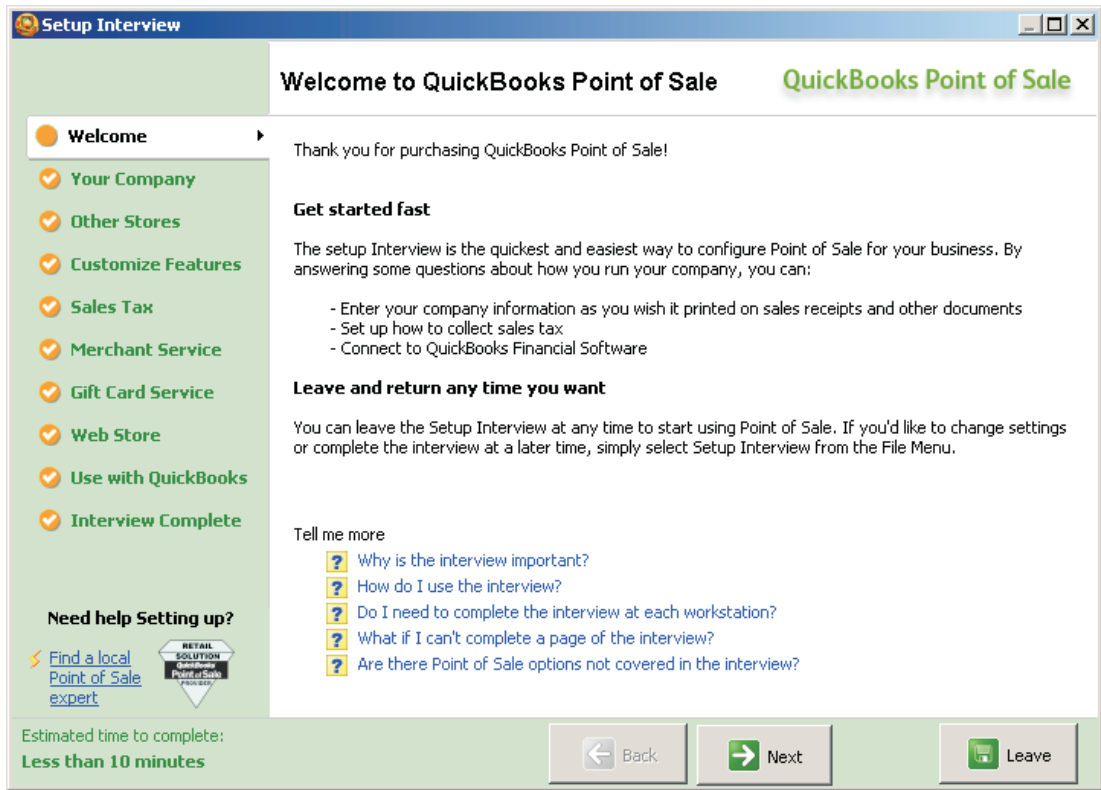 Setup Interview
Welcome to QuickBooks Point of Sale
QuickBooks Point of Sale
Welcome
Your Company
Other Stores
Customize Features
Sales Tax
Merchant Service
Gift Card Service
Web Store
Use with QuickBooks
Interview Complete
Need help Setting up?
Find a local
Point of Sale
expert
RETAIL
SOLUTION
QuickBooks
Point of Sale
PROVIDER
Estimated time to complete:
Less than 10 minutes
Thank you for purchasing QuickBooks Point of Sale!
Get started fast
The setup Interview is the quickest and easiest way to configure Point of Sale for your business. By
answering some questions about how you run your company, you can:
- Enter your company information as you wish it printed on sales receipts and other documents
- Set up how to collect sales tax
- Connect to QuickBooks Financial Software
Leave and return any time you want
You can leave the Setup Interview at any time to start using Point of Sale. If you'd like to change settings
or complete the interview at a later time, simply select Setup Interview from the File Menu.
Tell me more
? Why is the interview important?
? How do I use the interview?
? Do I need to complete the interview at each workstation?
? What if I can't complete a page of the interview?
? Are there Point of Sale options not covered in the interview?
Back
Next
Leave